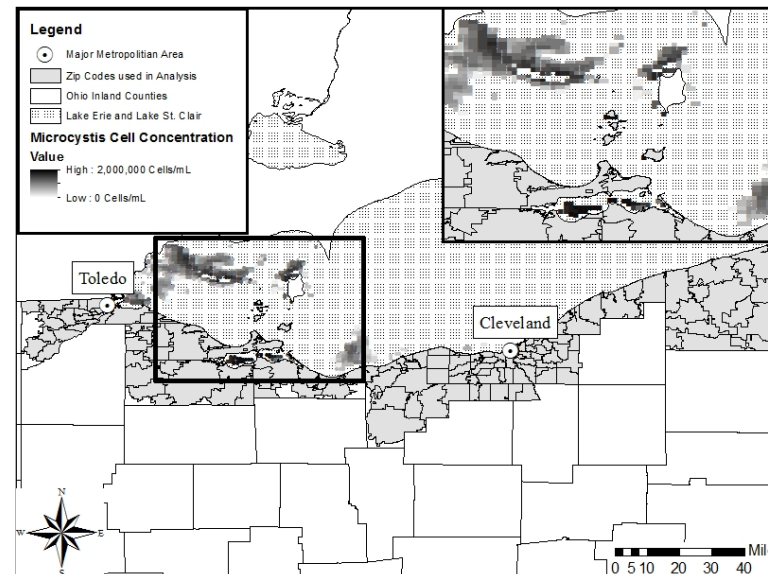 Legend
Major Metropolitian Area
Zip Codes used in Analysis
Ohio Inland Counties
Lake Erie and Lake St. Clair
Microcystis Cell Concentration
Value
High : 2,000,000 Cells/mL
Low : 0 Cells/mL
Toledo
Cleveland
N
W
E
S
Mil
0 5 10 20 30 40